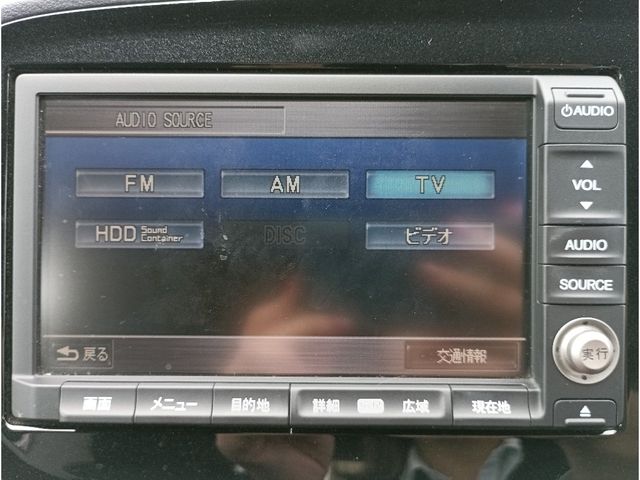 AUDIO SOURCE
FM
AM
TV
HDD Sound Container
DISC
ビデオ
戻る
交通情報
画面
メニュー
目的地
詳細
広域
現在地
AUDIO
VOL
AUDIO
SOURCE
実行